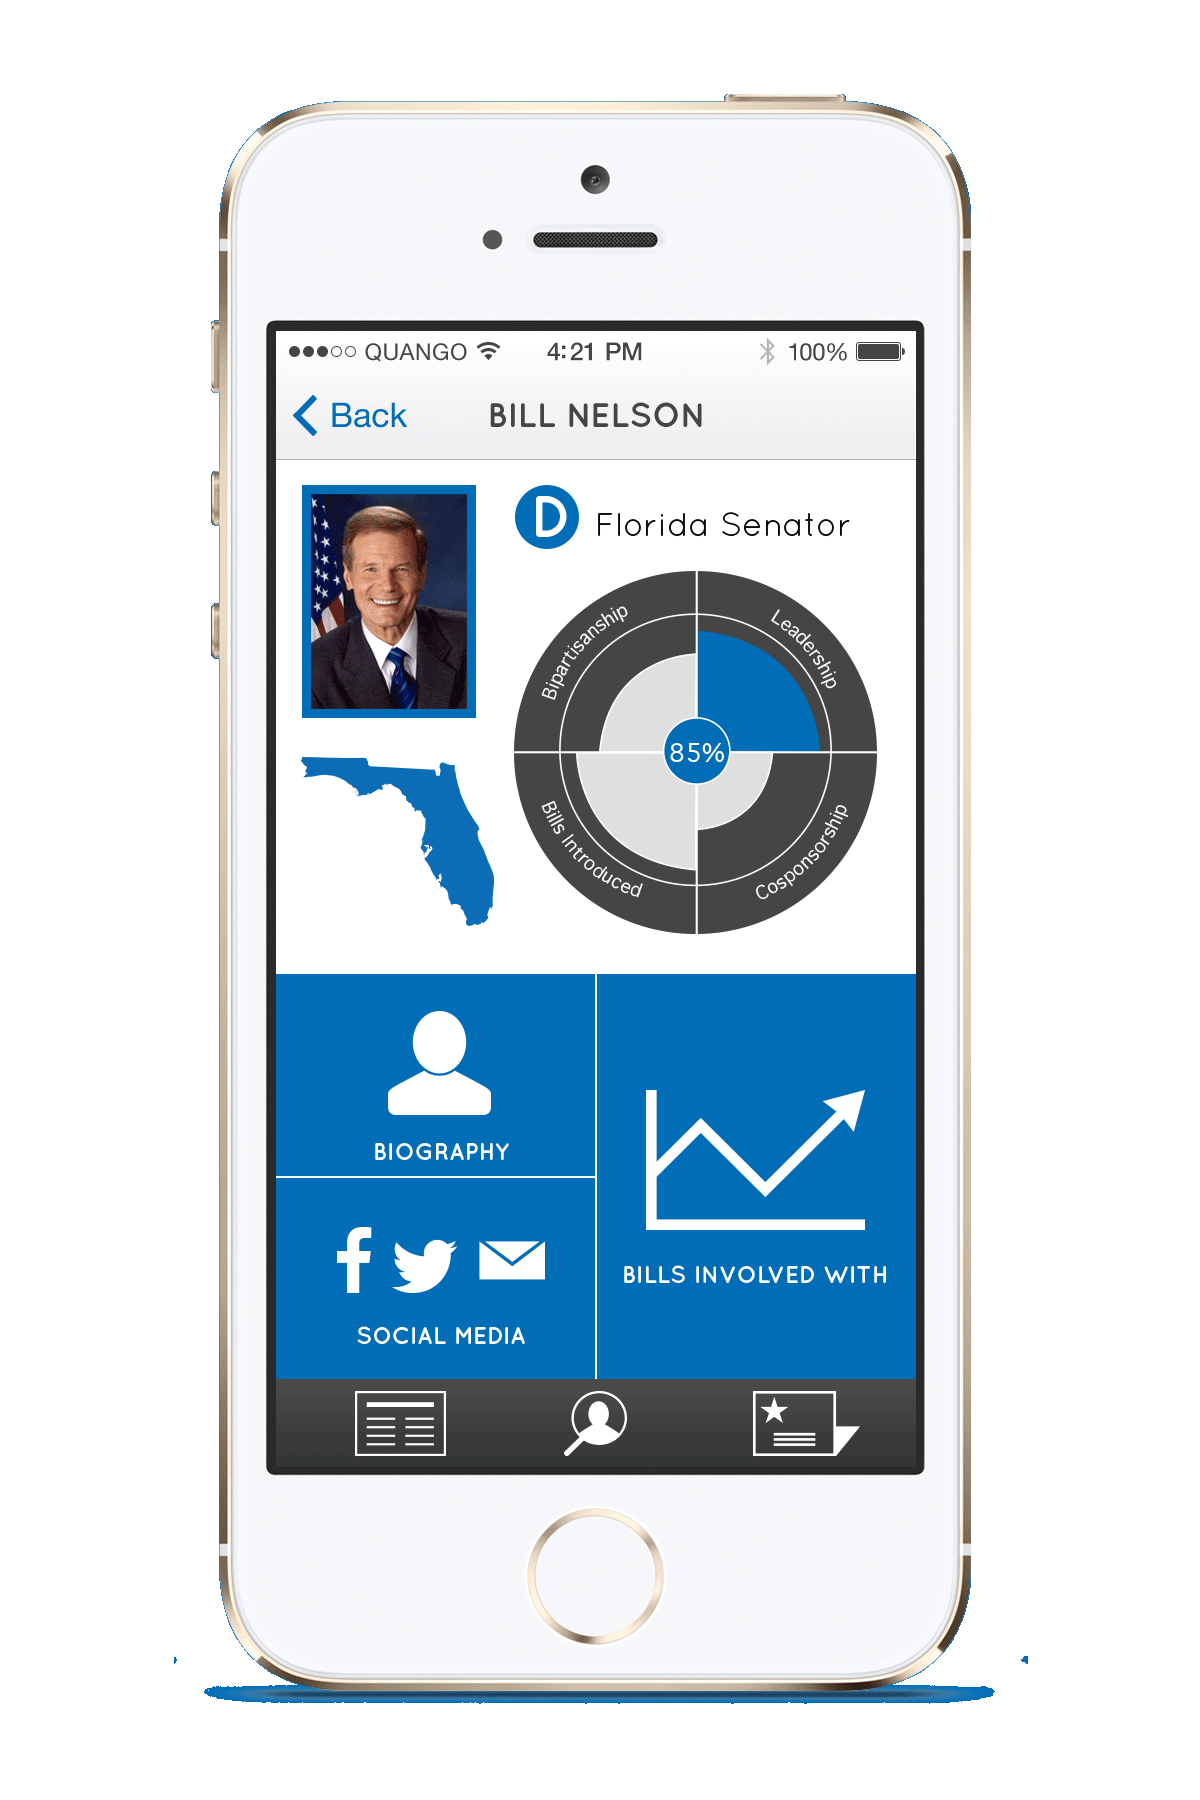 QUANGO 4:21 PM 100%
Back BILL NELSON
D Florida Senator
Bipartisanship
Leadership
85%
Bills Introduced
Cosponsorship
BIOGRAPHY
BILLS INVOLVED WITH
SOCIAL MEDIA